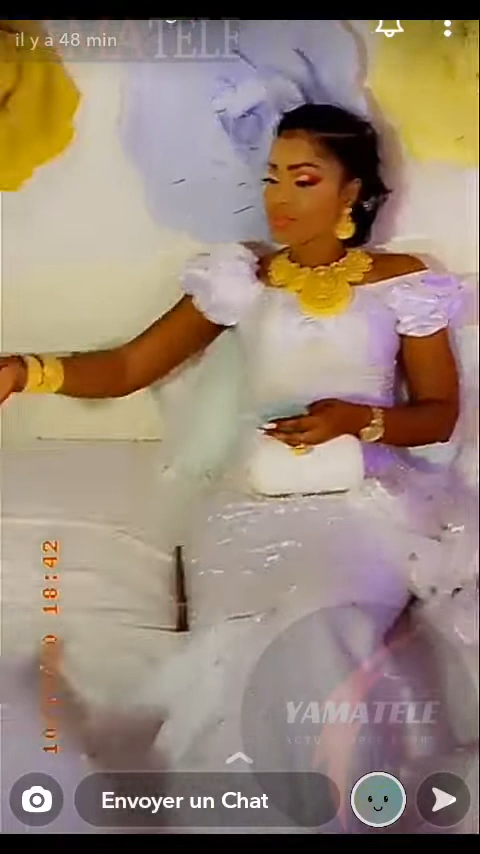 YAMATELE
il y a 48 min
18:42
YAMATELE
Envoyer un Chat